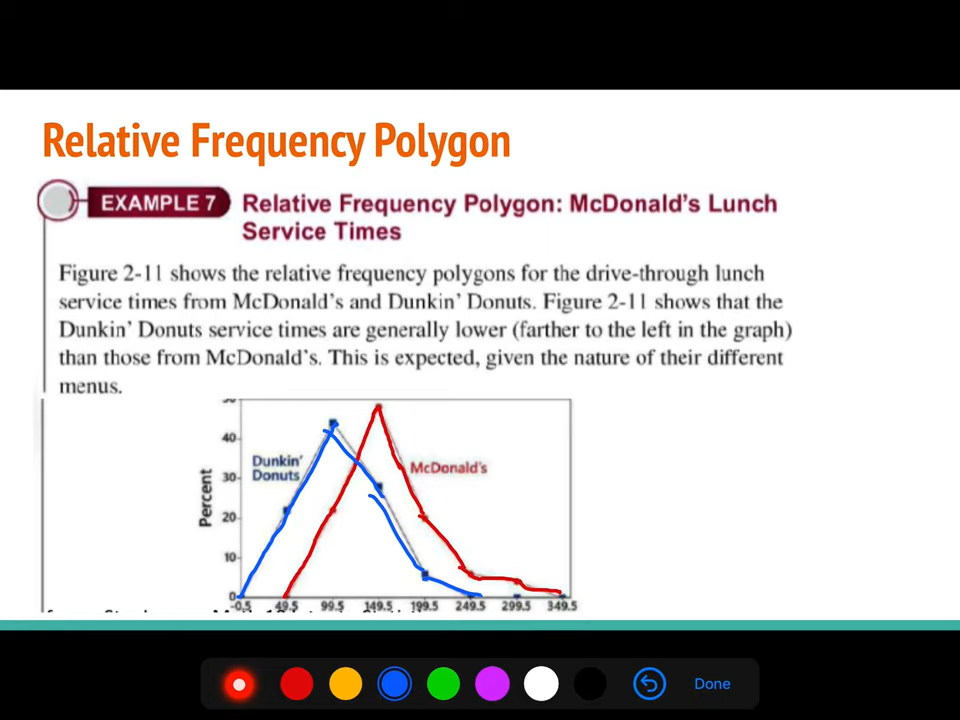 Relative Frequency Polygon
EXAMPLE 7
Relative Frequency Polygon: McDonald's Lunch
Service Times
Figure 2-11 shows the relative frequency polygons for the drive-through lunch
service times from McDonald's and Dunkin' Donuts. Figure 2-11 shows that the
Dunkin' Donuts service times are generally lower (farther to the left in the graph)
than those from McDonald's. This is expected, given the nature of their different
menus.
40
Dunkin'
Donuts
McDonald's
30
Percent
20
10
0
-0.5 49.5 99.5 149.5 199.5 249.5 299.5 349.5
Done